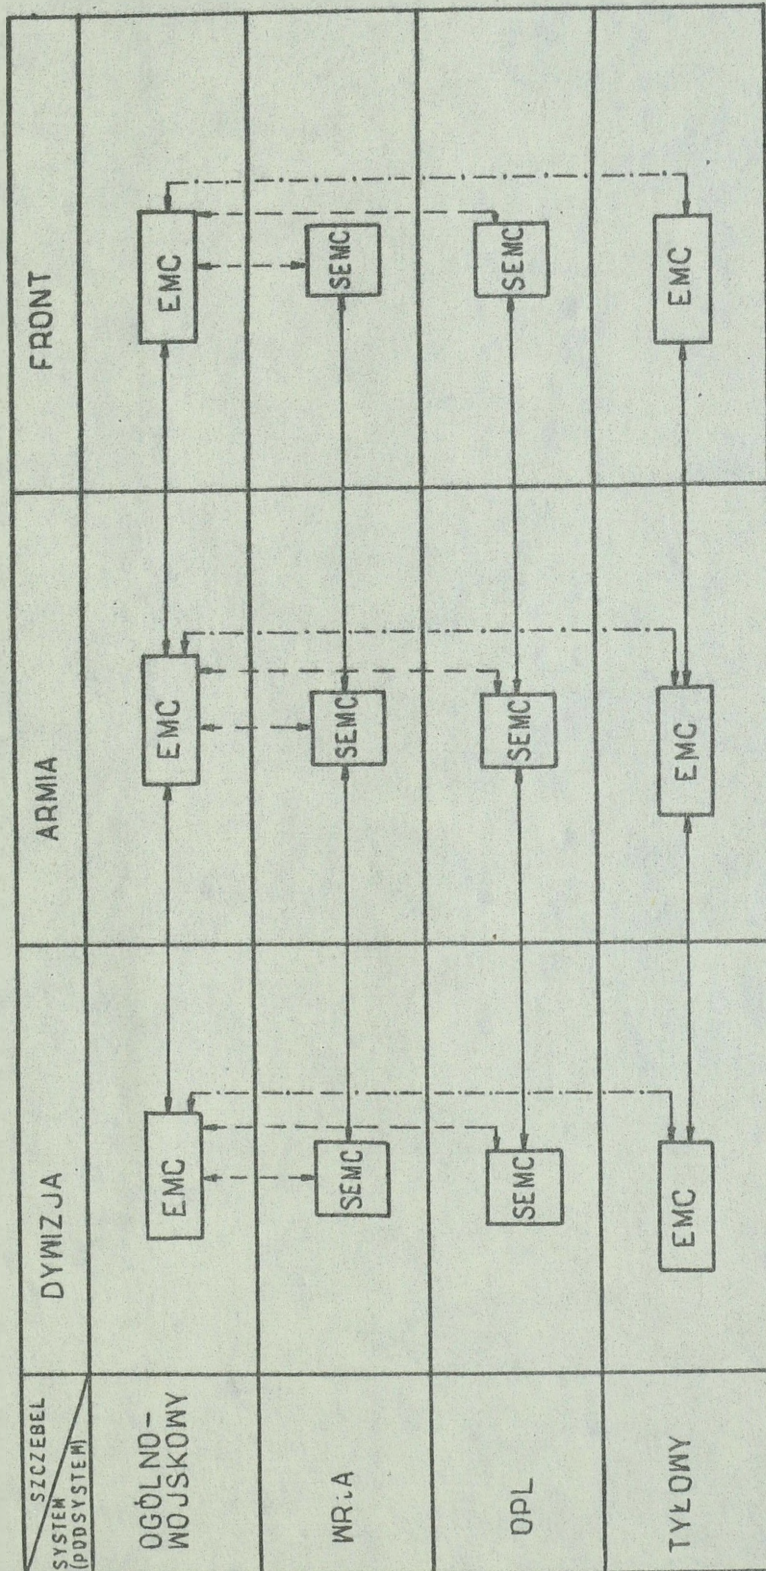 SZCZEBEL
SYSTEM
(PODSYSTEM)
DYWIZJA
ARMIA
FRONT
OGÓLNO-
WOJSKOWY
EMC
EMC
EMC
WRiA
SEMC
SEMC
SEMC
OPL
SEMC
SEMC
SEMC
TYŁOWY
EMC
EMC
EMC